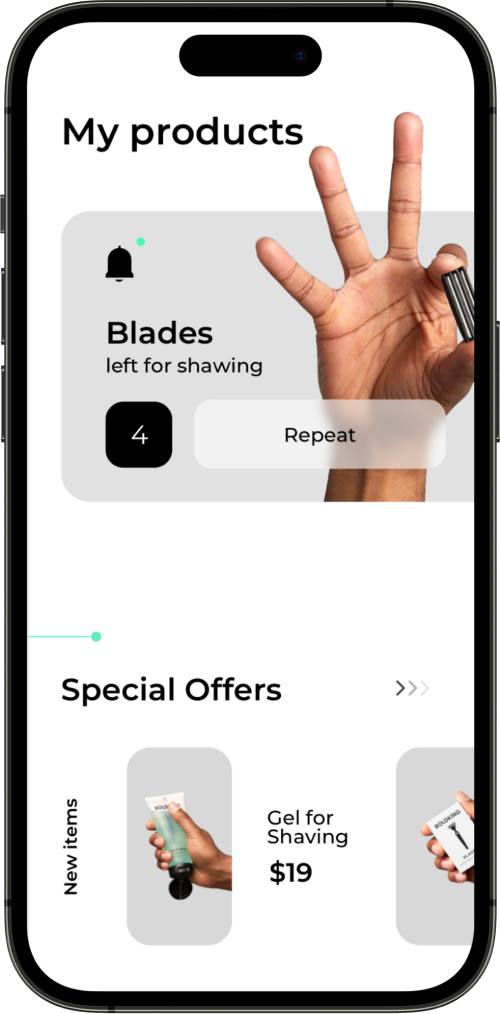 My products
Blades
left for shawing
4
Repeat
Special Offers
New items
BOLDKING
Gel for
Shaving
$19
BOLDKING